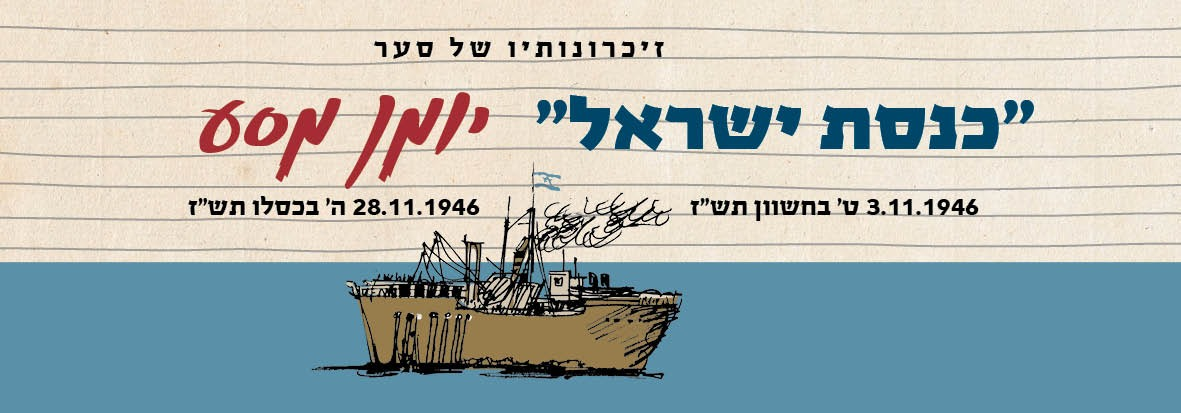 זיכרונותיו של סער
"כנסת ישראל" יומן מסע
3.11.1946 ט' בחשוון תש"ז
28.11.1946 ה' בכסלו תש"ז